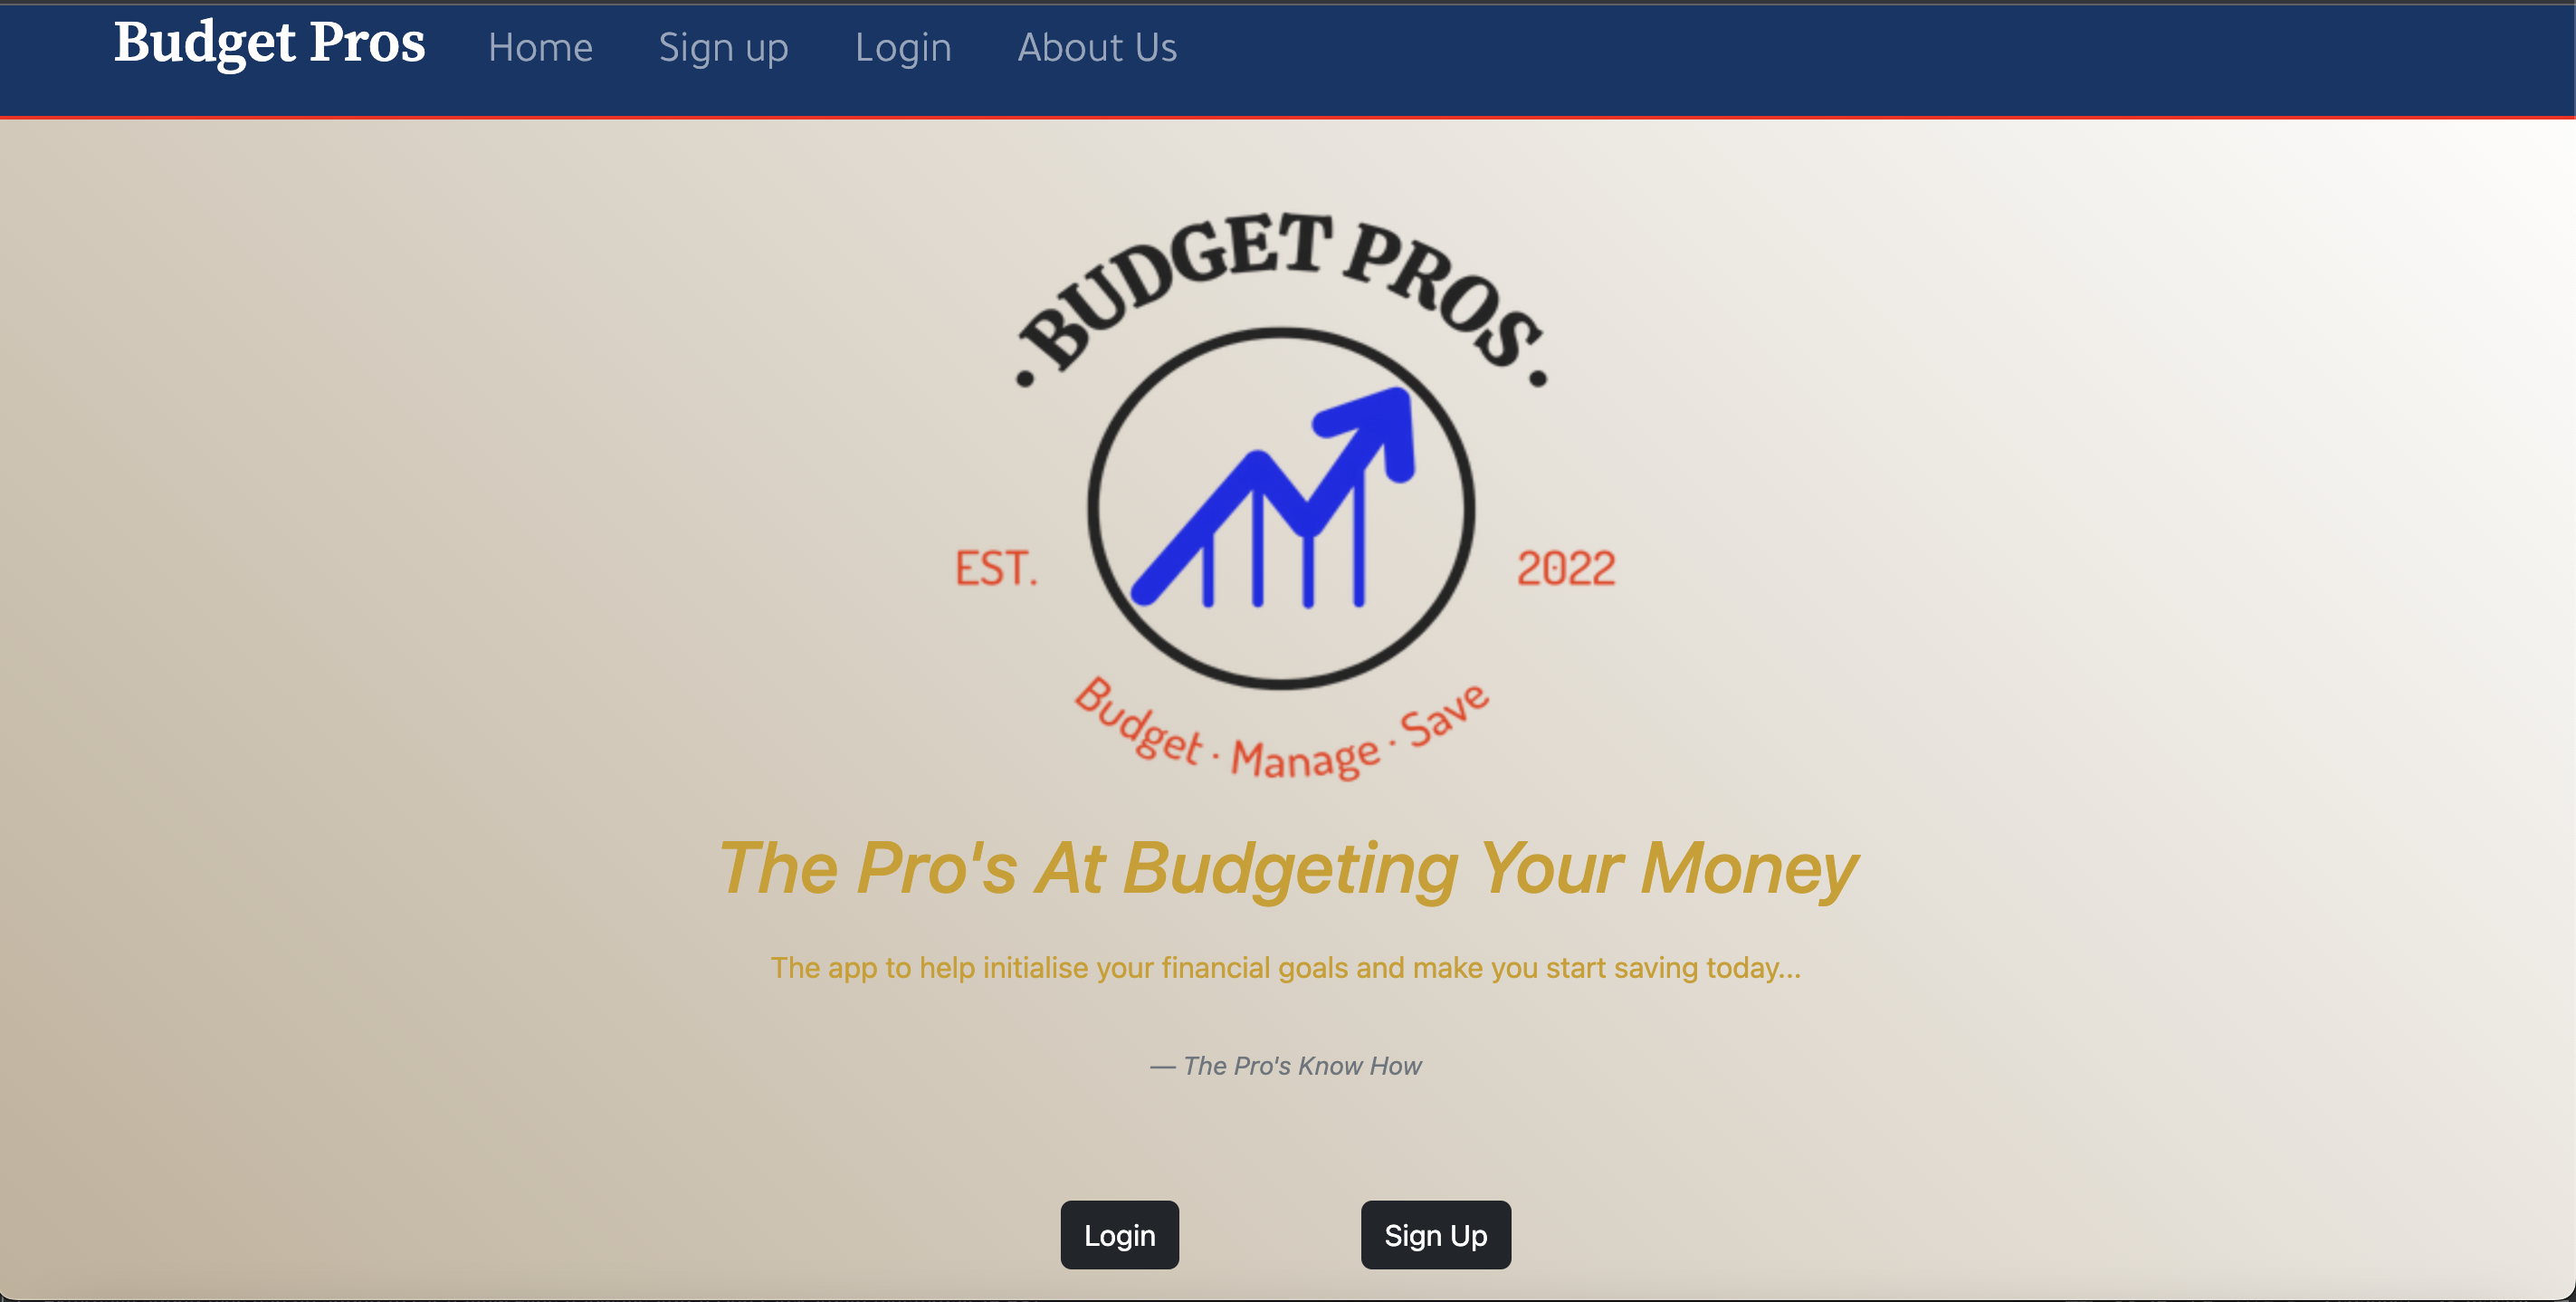 Budget Pros Home Sign up Login About Us
· BUDGET PROS ·
EST. 2022
Budget · Manage · Save
The Pro's At Budgeting Your Money
The app to help initialise your financial goals and make you start saving today...
— The Pro's Know How
Login Sign Up